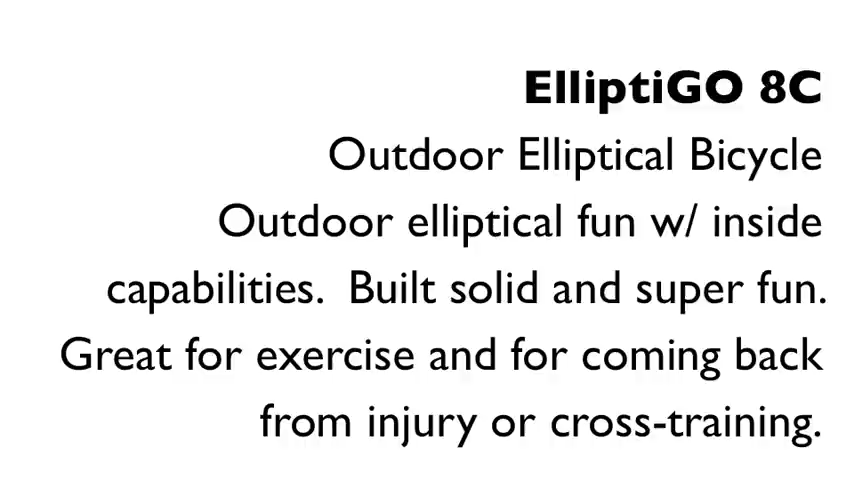 ElliptiGO 8C
Outdoor Elliptical Bicycle
Outdoor elliptical fun w/ inside
capabilities.  Built solid and super fun.
Great for exercise and for coming back
from injury or cross-training.